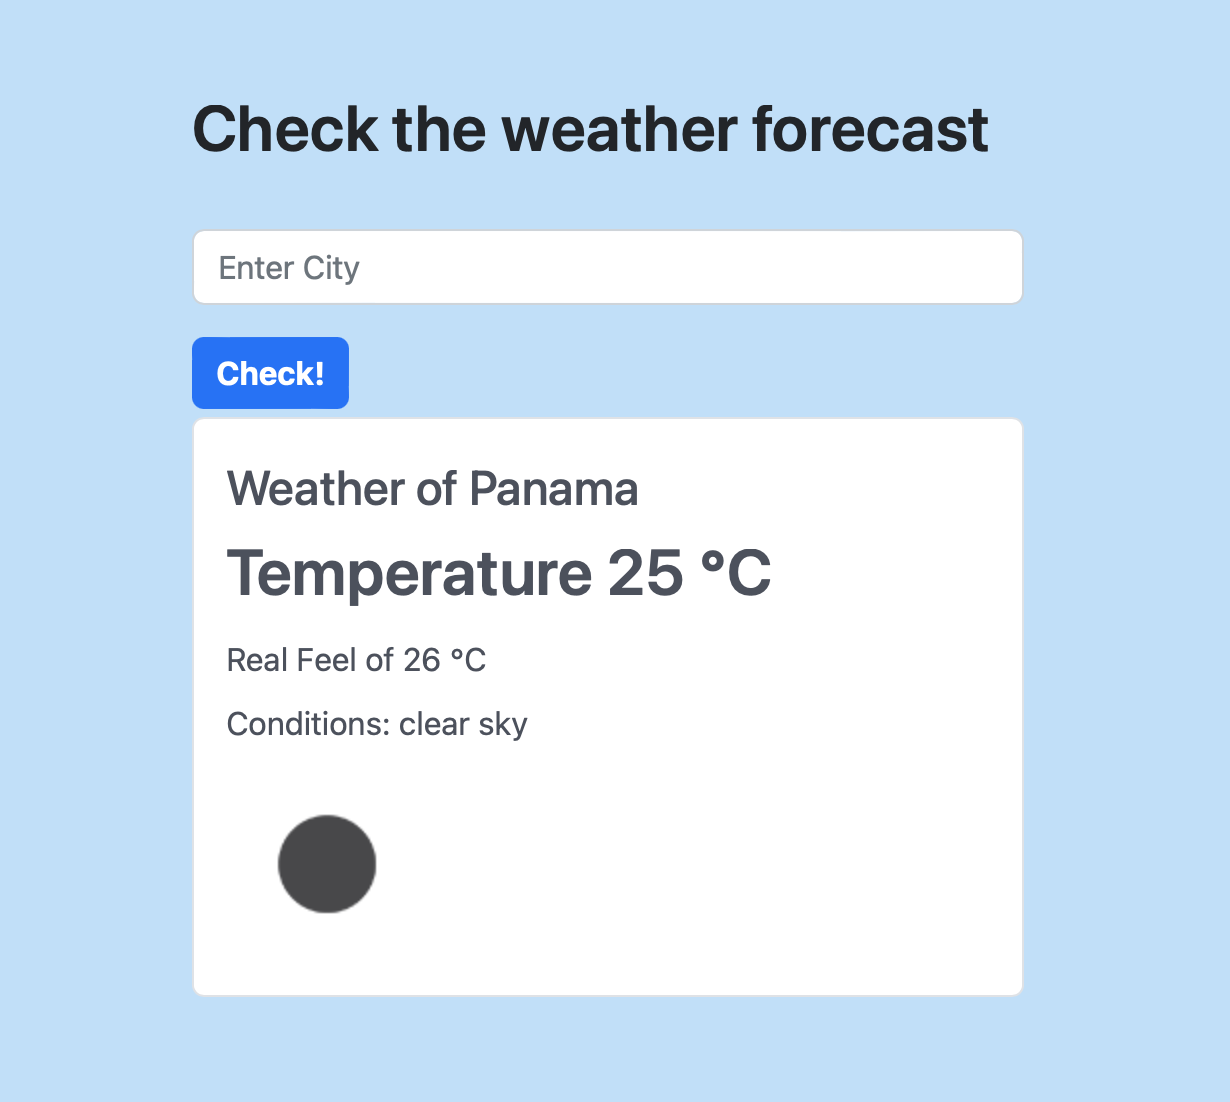 Check the weather forecast
Enter City
Check!
Weather of Panama
Temperature 25 °C
Real Feel of 26 °C
Conditions: clear sky